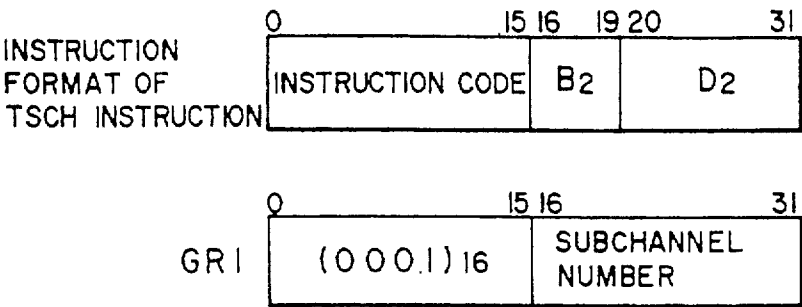 0 15 16 19 20 31
INSTRUCTION
FORMAT OF
TSCH INSTRUCTION
INSTRUCTION CODE B2 D2
0 15 16 31
GR1 (0001)16 SUBCHANNEL
NUMBER